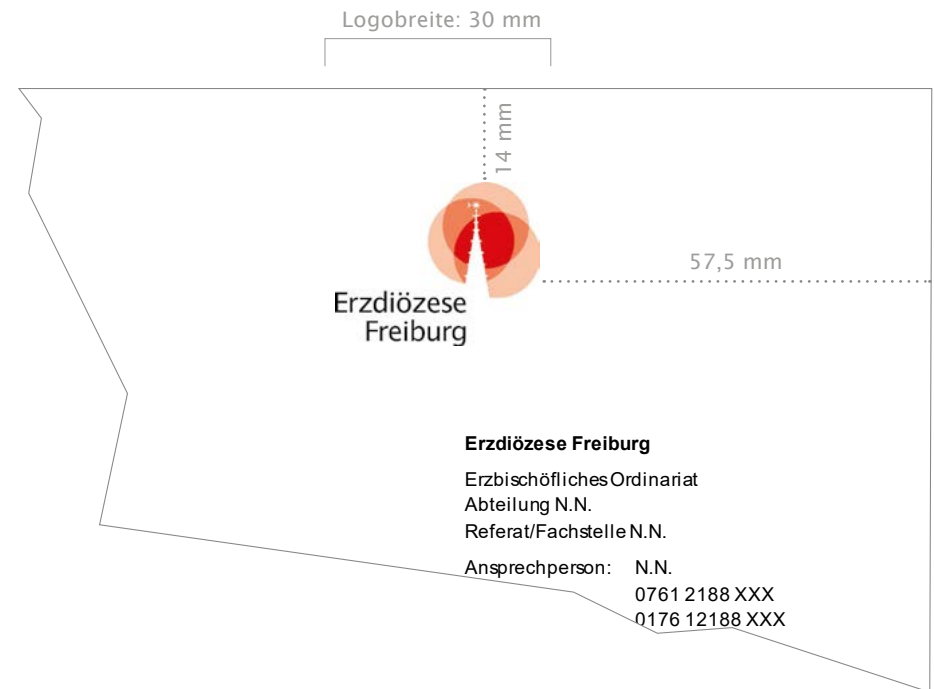 Logobreite: 30 mm
14 mm
57,5 mm
Erzdiözese
Freiburg
Erzdiözese Freiburg
Erzbischöfliches Ordinariat
Abteilung N.N.
Referat/Fachstelle N.N.
Ansprechperson: N.N.
0761 2188 XXX
0176 12188 XXX